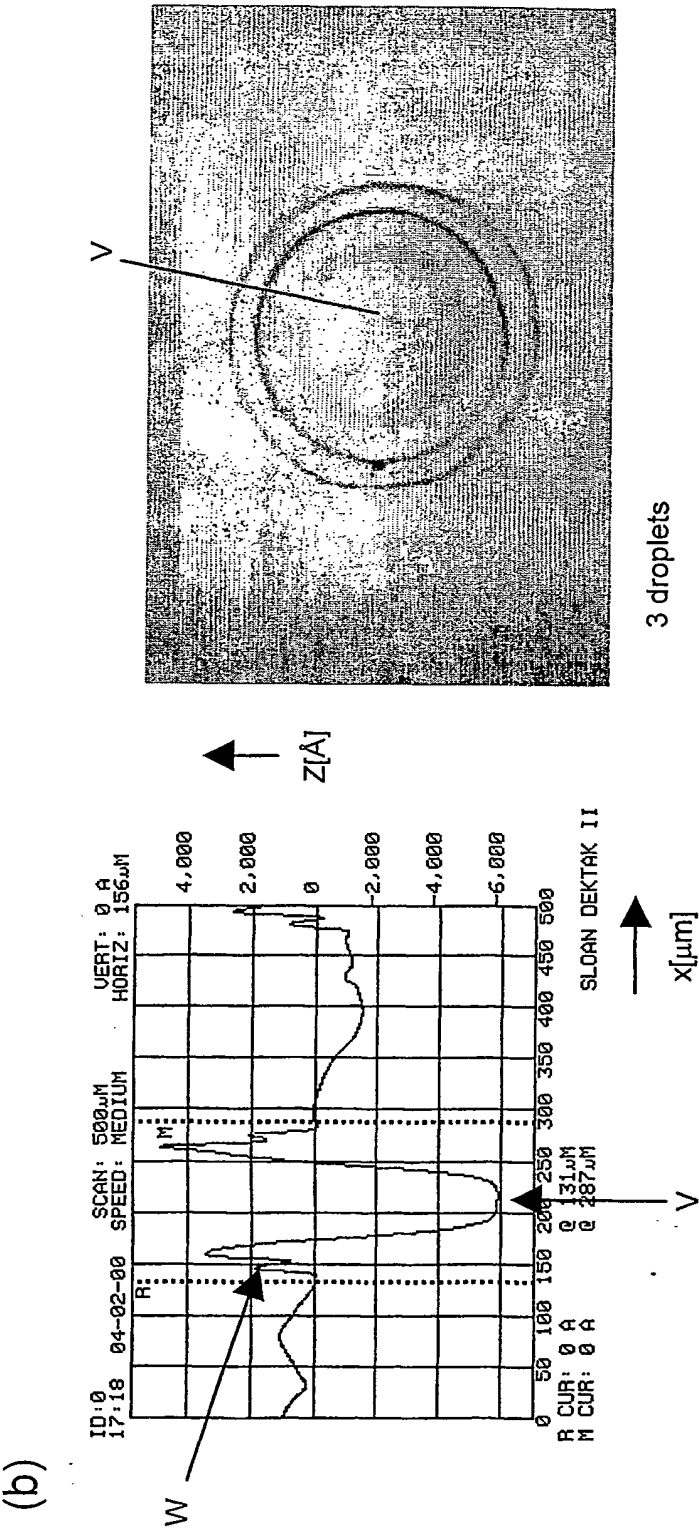 (b)
ID:0 SCAN: 500uM VERT: 0 A
17:18 04-02-00 SPEED: MEDIUM HORIZ: 156uM
W
R
M
4,000
2,000
0
-2,000
-4,000
-6,000
0 50 100 150 200 250 300 350 400 450 500
R CUR: 0 A @ 131uM
M CUR: 0 A @ 287uM
SLOAN DEKTAK II
V
x[µm]
Z[Å]
V
3 droplets